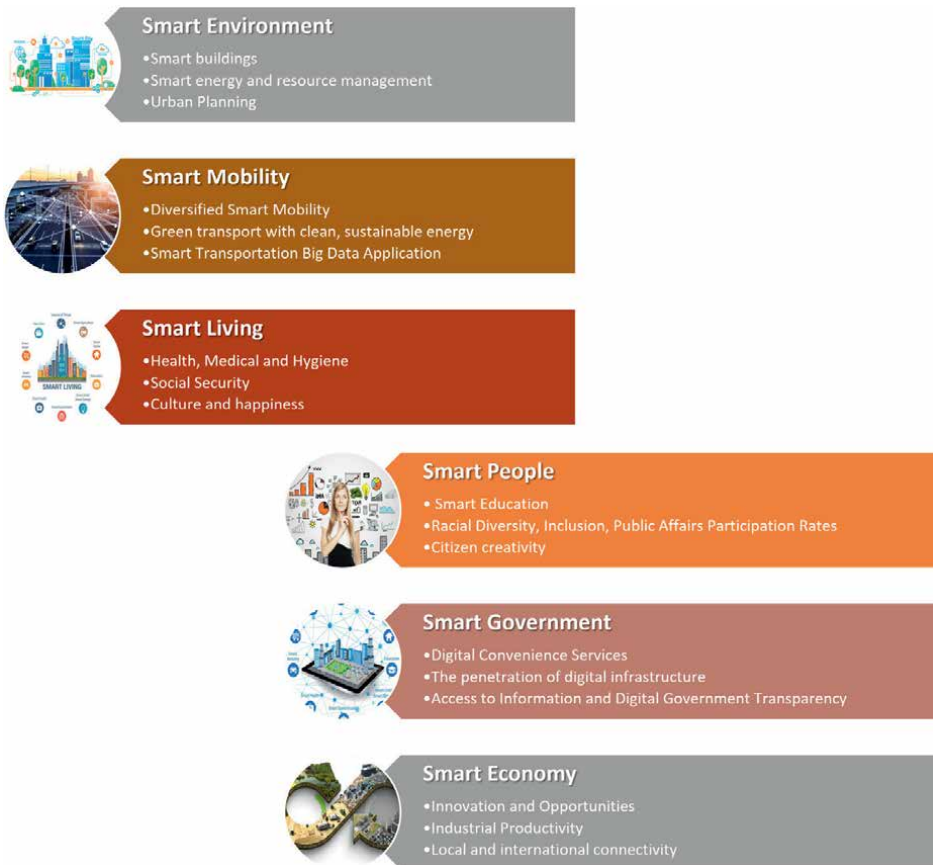 Smart Environment
•Smart buildings
•Smart energy and resource management
•Urban Planning
Smart Mobility
•Diversified Smart Mobility
•Green transport with clean, sustainable energy
•Smart Transportation Big Data Application
Smart Living
•Health, Medical and Hygiene
•Social Security
•Culture and happiness
SMART LIVING
Smart People
• Smart Education
•Racial Diversity, Inclusion, Public Affairs Participation Rates
•Citizen creativity
Smart Government
•Digital Convenience Services
•The penetration of digital infrastructure
•Access to Information and Digital Government Transparency
Smart Economy
•Innovation and Opportunities
•Industrial Productivity
•Local and international connectivity